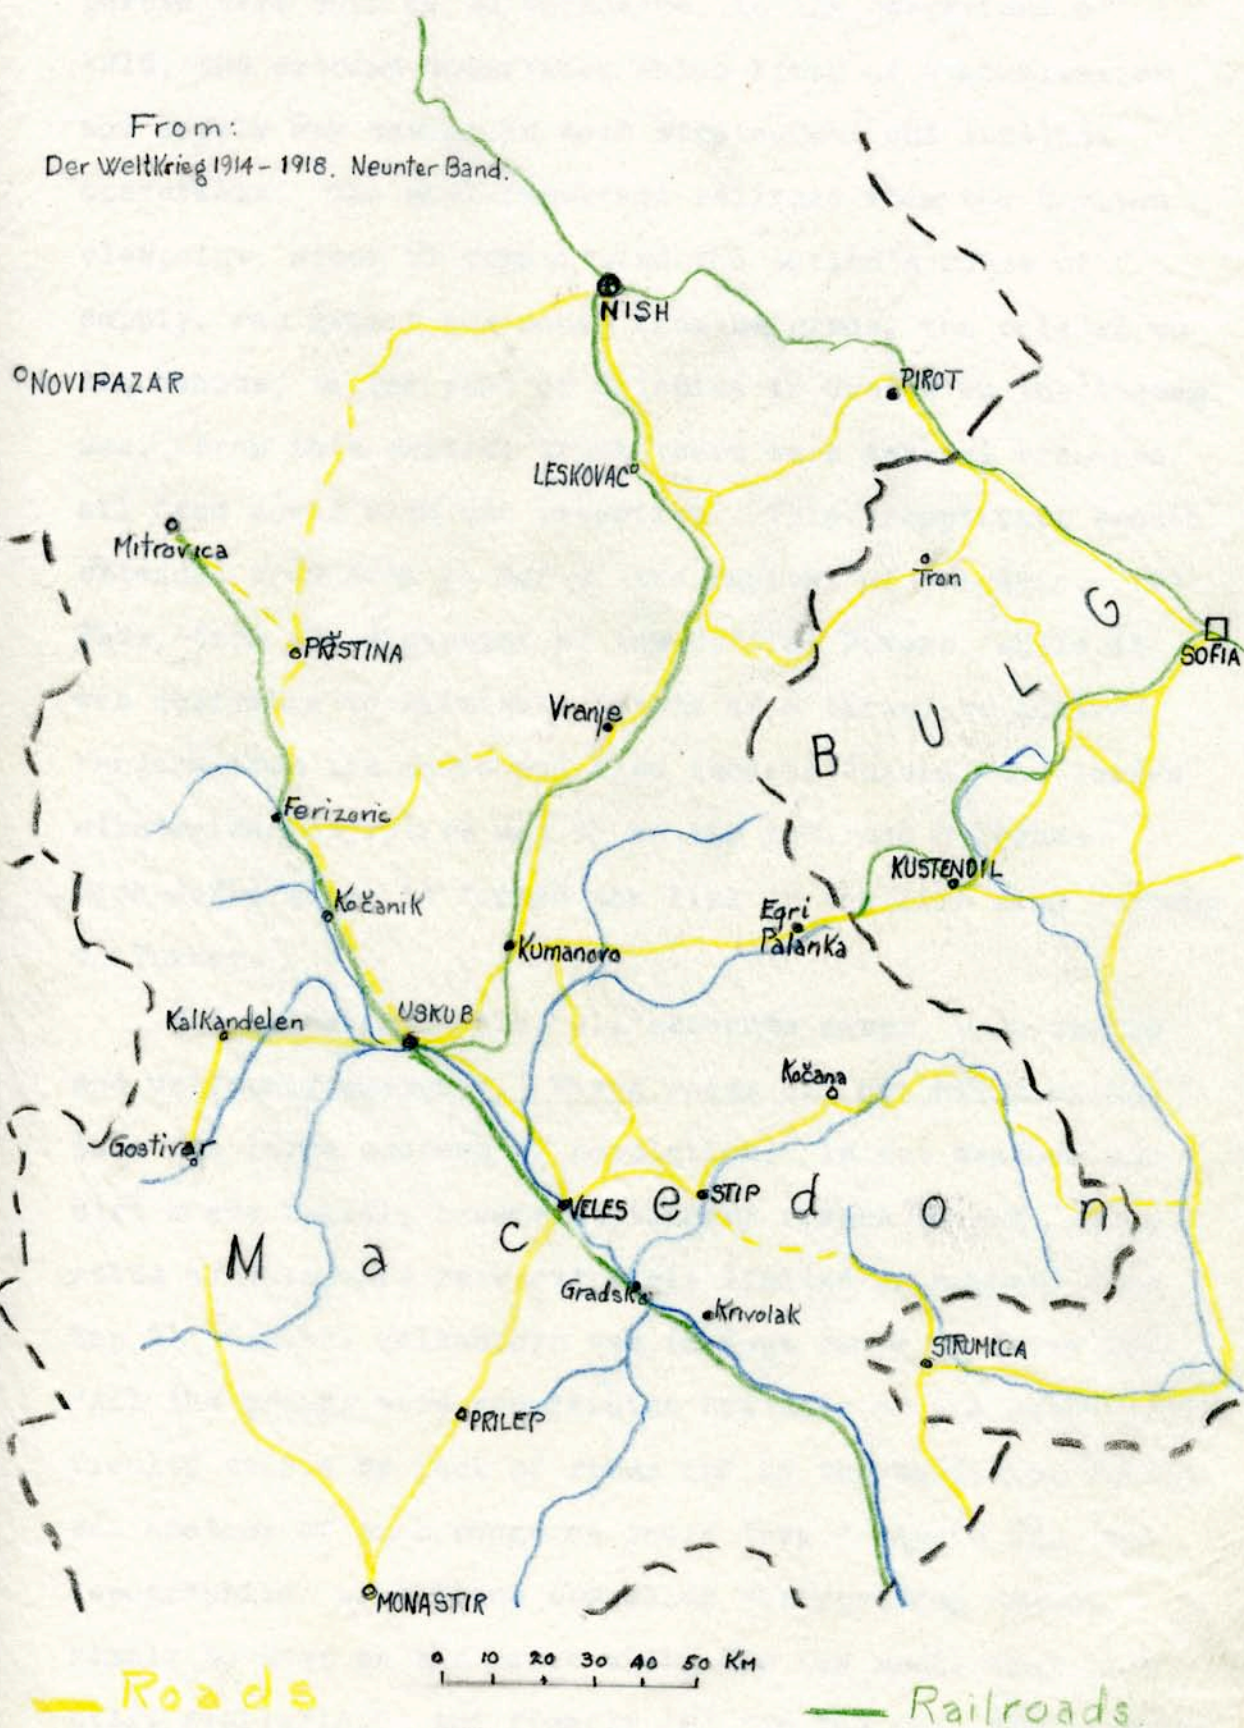 From:
Der Weltkrieg 1914-1918. Neunter Band.
NISH
NOVI PAZAR
PIROT
LESKOVAC
Mitrovica
Tron
G
PRIŠTINA
SOFIA
L
Vranje
U
B
Ferizovic
KUSTENDIL
Kočanik
Egri
Palanka
Kumanovo
USKUB
Kalkandelen
Kočana
Gostivar
STIP
VELES
M a c e d o n
Gradsko
Krivolak
STRUMICA
PRILEP
MONASTIR
0 10 20 30 40 50 KM
Roads
Railroads.